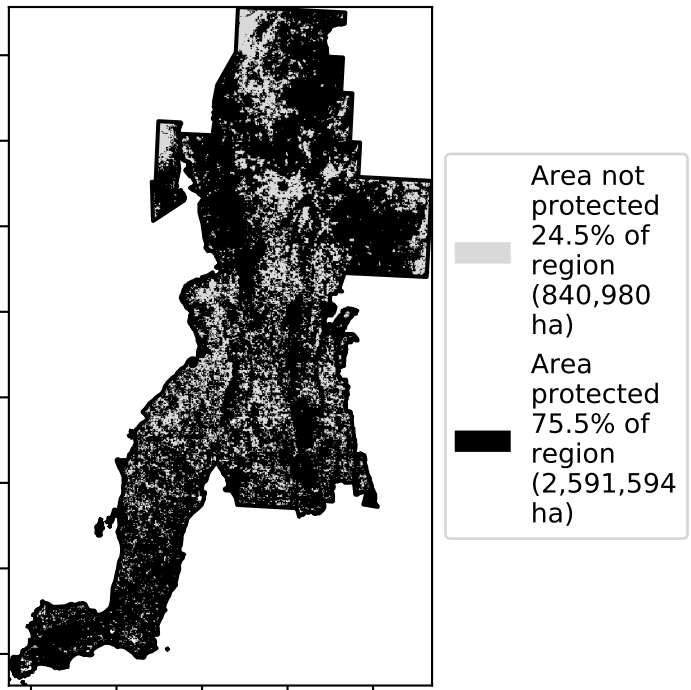 Area not
protected
24.5% of
region
(840,980
ha)
Area
protected
75.5% of
region
(2,591,594
ha)